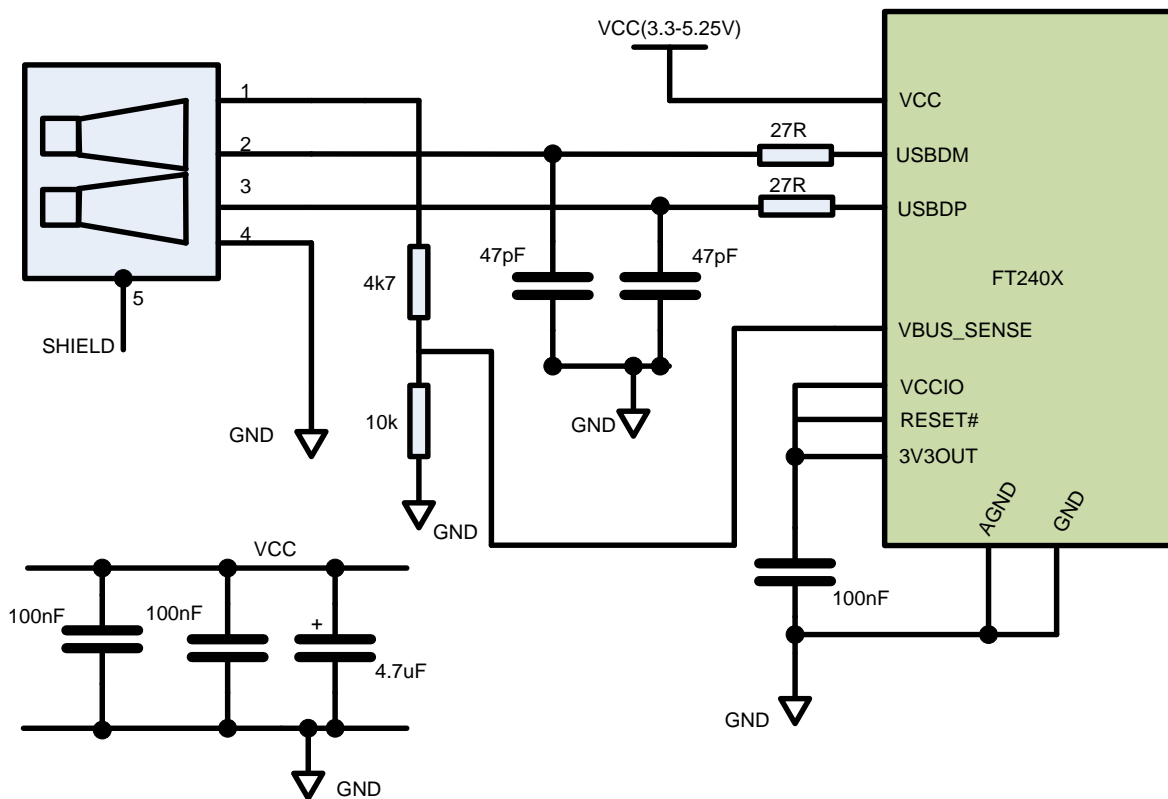 VCC(3.3-5.25V)
1
VCC
27R
2
USBDM
27R
3
USBDP
4
47pF
47pF
4k7
FT240X
5
SHIELD
VBUS_SENSE
VCCIO
10k
RESET#
GND
GND
3V3OUT
AGND
GND
GND
VCC
100nF
100nF
100nF
+
4.7uF
GND
GND